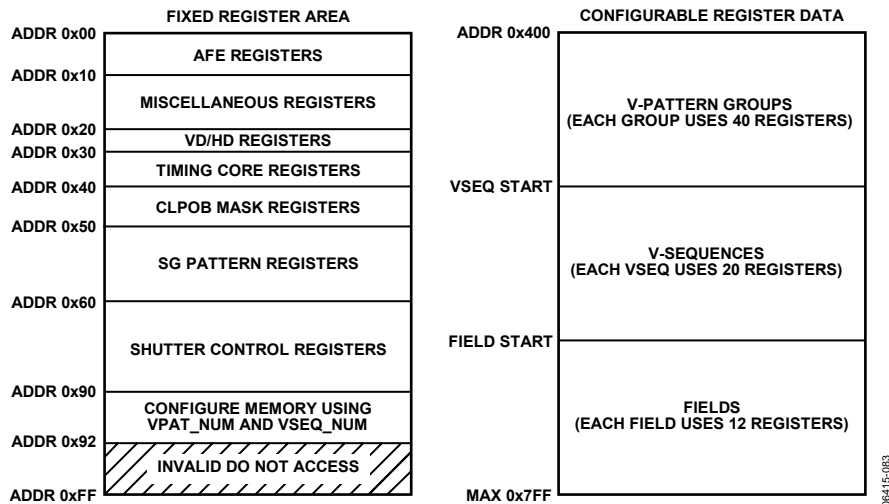 FIXED REGISTER AREA
ADDR 0x00
AFE REGISTERS
ADDR 0x10
MISCELLANEOUS REGISTERS
ADDR 0x20
VD/HD REGISTERS
ADDR 0x30
TIMING CORE REGISTERS
ADDR 0x40
CLPOB MASK REGISTERS
ADDR 0x50
SG PATTERN REGISTERS
ADDR 0x60
SHUTTER CONTROL REGISTERS
ADDR 0x90
CONFIGURE MEMORY USING
VPAT_NUM AND VSEQ_NUM
ADDR 0x92
INVALID DO NOT ACCESS
ADDR 0xFF
CONFIGURABLE REGISTER DATA
ADDR 0x400
V-PATTERN GROUPS
(EACH GROUP USES 40 REGISTERS)
VSEQ START
V-SEQUENCES
(EACH VSEQ USES 20 REGISTERS)
FIELD START
FIELDS
(EACH FIELD USES 12 REGISTERS)
MAX 0x7FF
06415-083